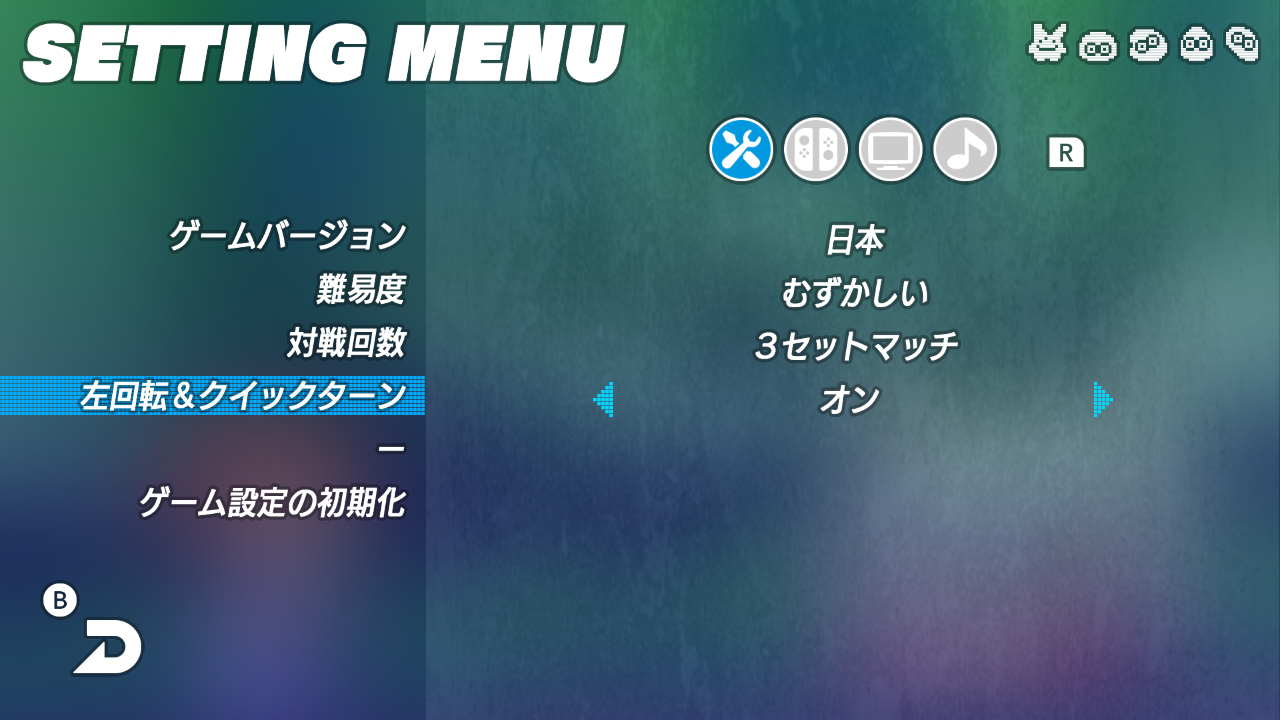 SETTING MENU
R
ゲームバージョン
日本
難易度
むずかしい
対戦回数
3セットマッチ
左回転＆クイックターン
オン
ー
ゲーム設定の初期化
B